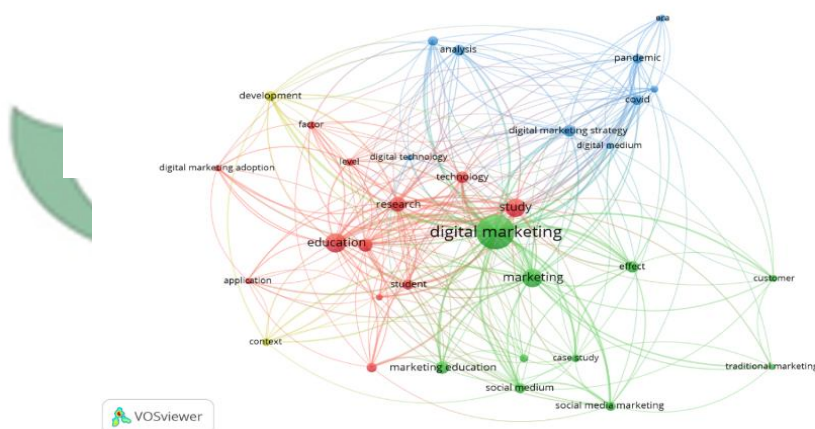 era
analysis
pandemic
development
covid
factor
digital marketing strategy
digital technology
digital medium
level
digital marketing adoption
technology
research
study
digital marketing
education
effect
marketing
customer
application
student
context
case study
marketing education
traditional marketing
social medium
social media marketing
VOSviewer